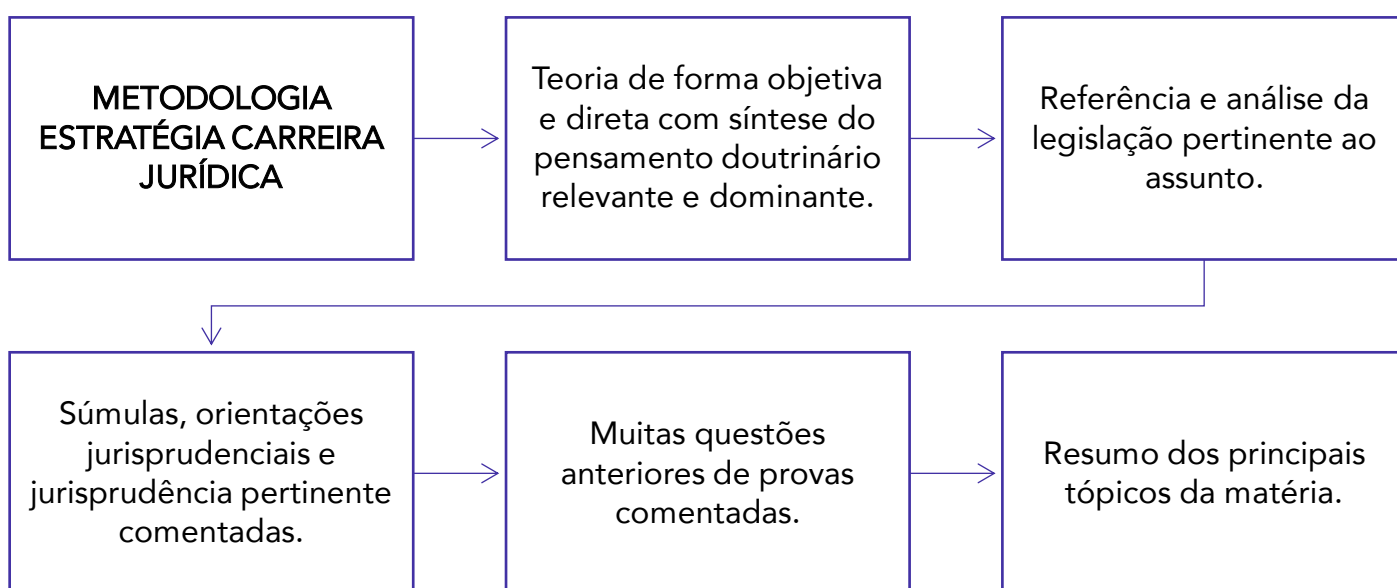 METODOLOGIA
ESTRATÉGIA CARREIRA
JURÍDICA
Teoria de forma objetiva
e direta com síntese do
pensamento doutrinário
relevante e dominante.
Referência e análise da
legislação pertinente ao
assunto.
Súmulas, orientações
jurisprudenciais e
jurisprudência pertinente
comentadas.
Muitas questões
anteriores de provas
comentadas.
Resumo dos principais
tópicos da matéria.